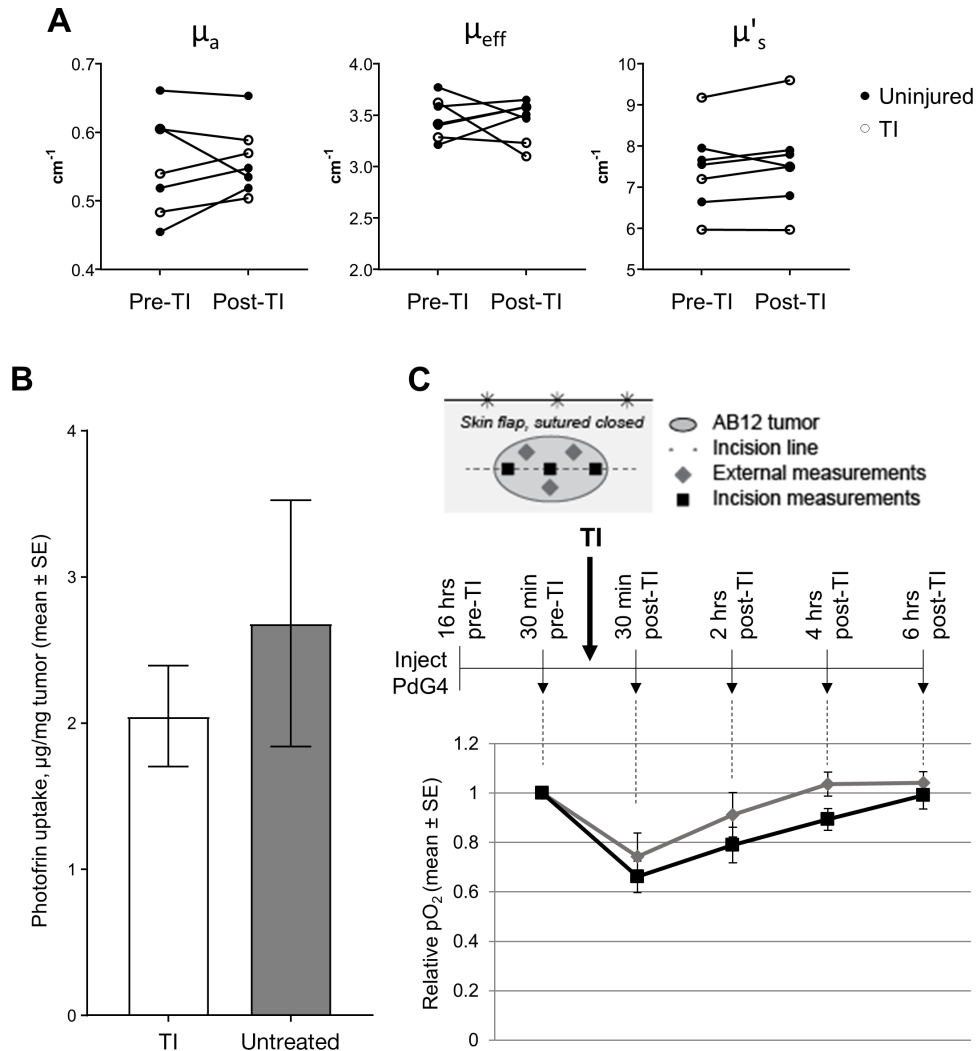 A
μa
μeff
μ's
0.7
0.6
0.5
0.4
cm-1
Pre-TI
Post-TI
4.0
3.5
3.0
2.5
2.0
cm-1
Pre-TI
Post-TI
10
9
8
7
6
5
cm-1
Pre-TI
Post-TI
Uninjured
TI
B
4
3
2
1
0
Photofrin uptake, μg/mg tumor (mean ± SE)
TI
Untreated
C
Skin flap, sutured closed
AB12 tumor
Incision line
External measurements
Incision measurements
TI
16 hrs
pre-TI
30 min
pre-TI
30 min
post-TI
2 hrs
post-TI
4 hrs
post-TI
6 hrs
post-TI
Inject
PdG4
1.2
1
0.8
0.6
0.4
0.2
0
Relative pO2 (mean ± SE)